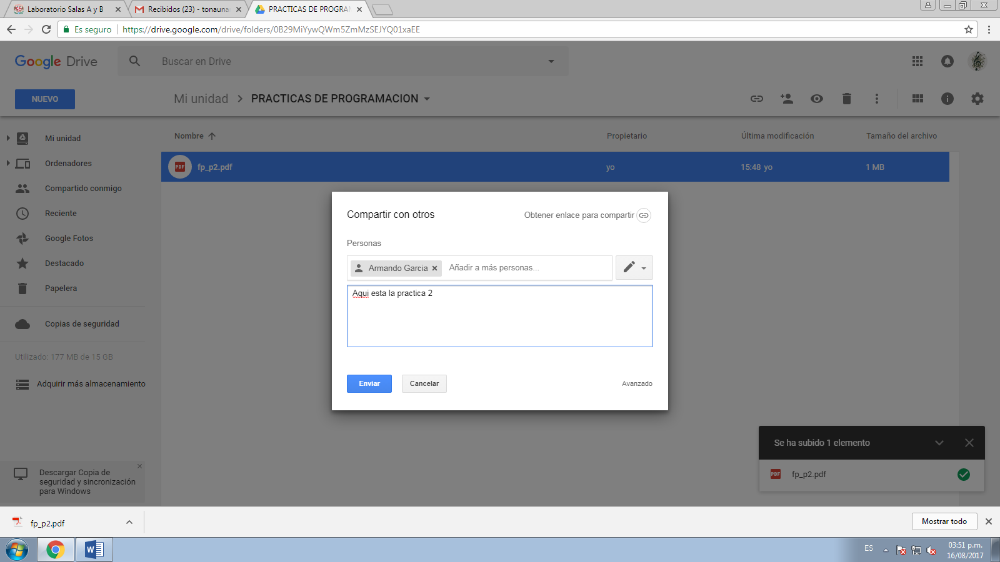 Laboratorio Salas A y B
Recibidos (23) - tonauna
PRACTICAS DE PROGRA
Es seguro
https://drive.google.com/drive/folders/0B29MiYywQWm5ZmMzSEJYQ01xaEE
Google Drive
Buscar en Drive
NUEVO
Mi unidad > PRACTICAS DE PROGRAMACION
Nombre
Propietario
Última modificación
Tamaño del archivo
Mi unidad
Ordenadores
Compartido conmigo
Reciente
Google Fotos
Destacado
Papelera
Copias de seguridad
Utilizado: 177 MB de 15 GB
Adquirir más almacenamiento
Descargar Copia de
seguridad y sincronización
para Windows
PDF fp_p2.pdf
yo
15:48 yo
1 MB
Compartir con otros
Obtener enlace para compartir
Personas
Armando Garcia
Añadir a más personas...
Aqui esta la practica 2
Enviar
Cancelar
Avanzado
Se ha subido 1 elemento
PDF fp_p2.pdf
fp_p2.pdf
Mostrar todo
W
ES
03:51 p.m.
16/08/2017